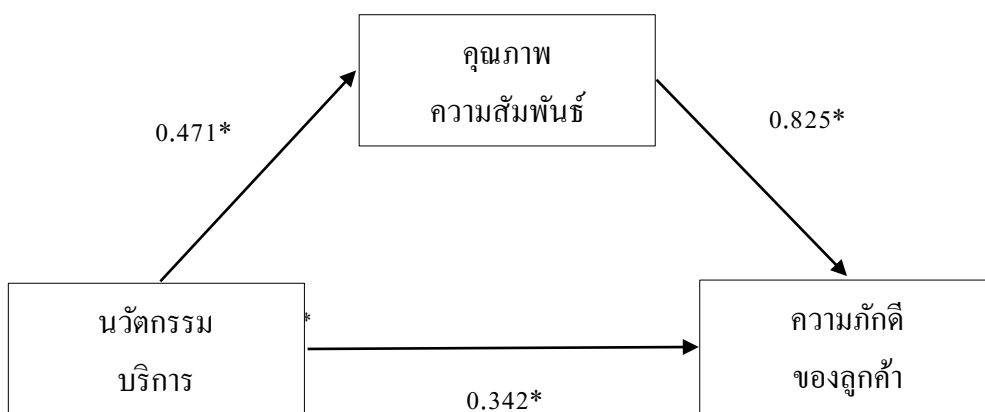 คุณภาพ
ความสัมพันธ์
0.471*
0.825*
นวัตกรรม
บริการ
*
ความภักดี
ของลูกค้า
0.342*